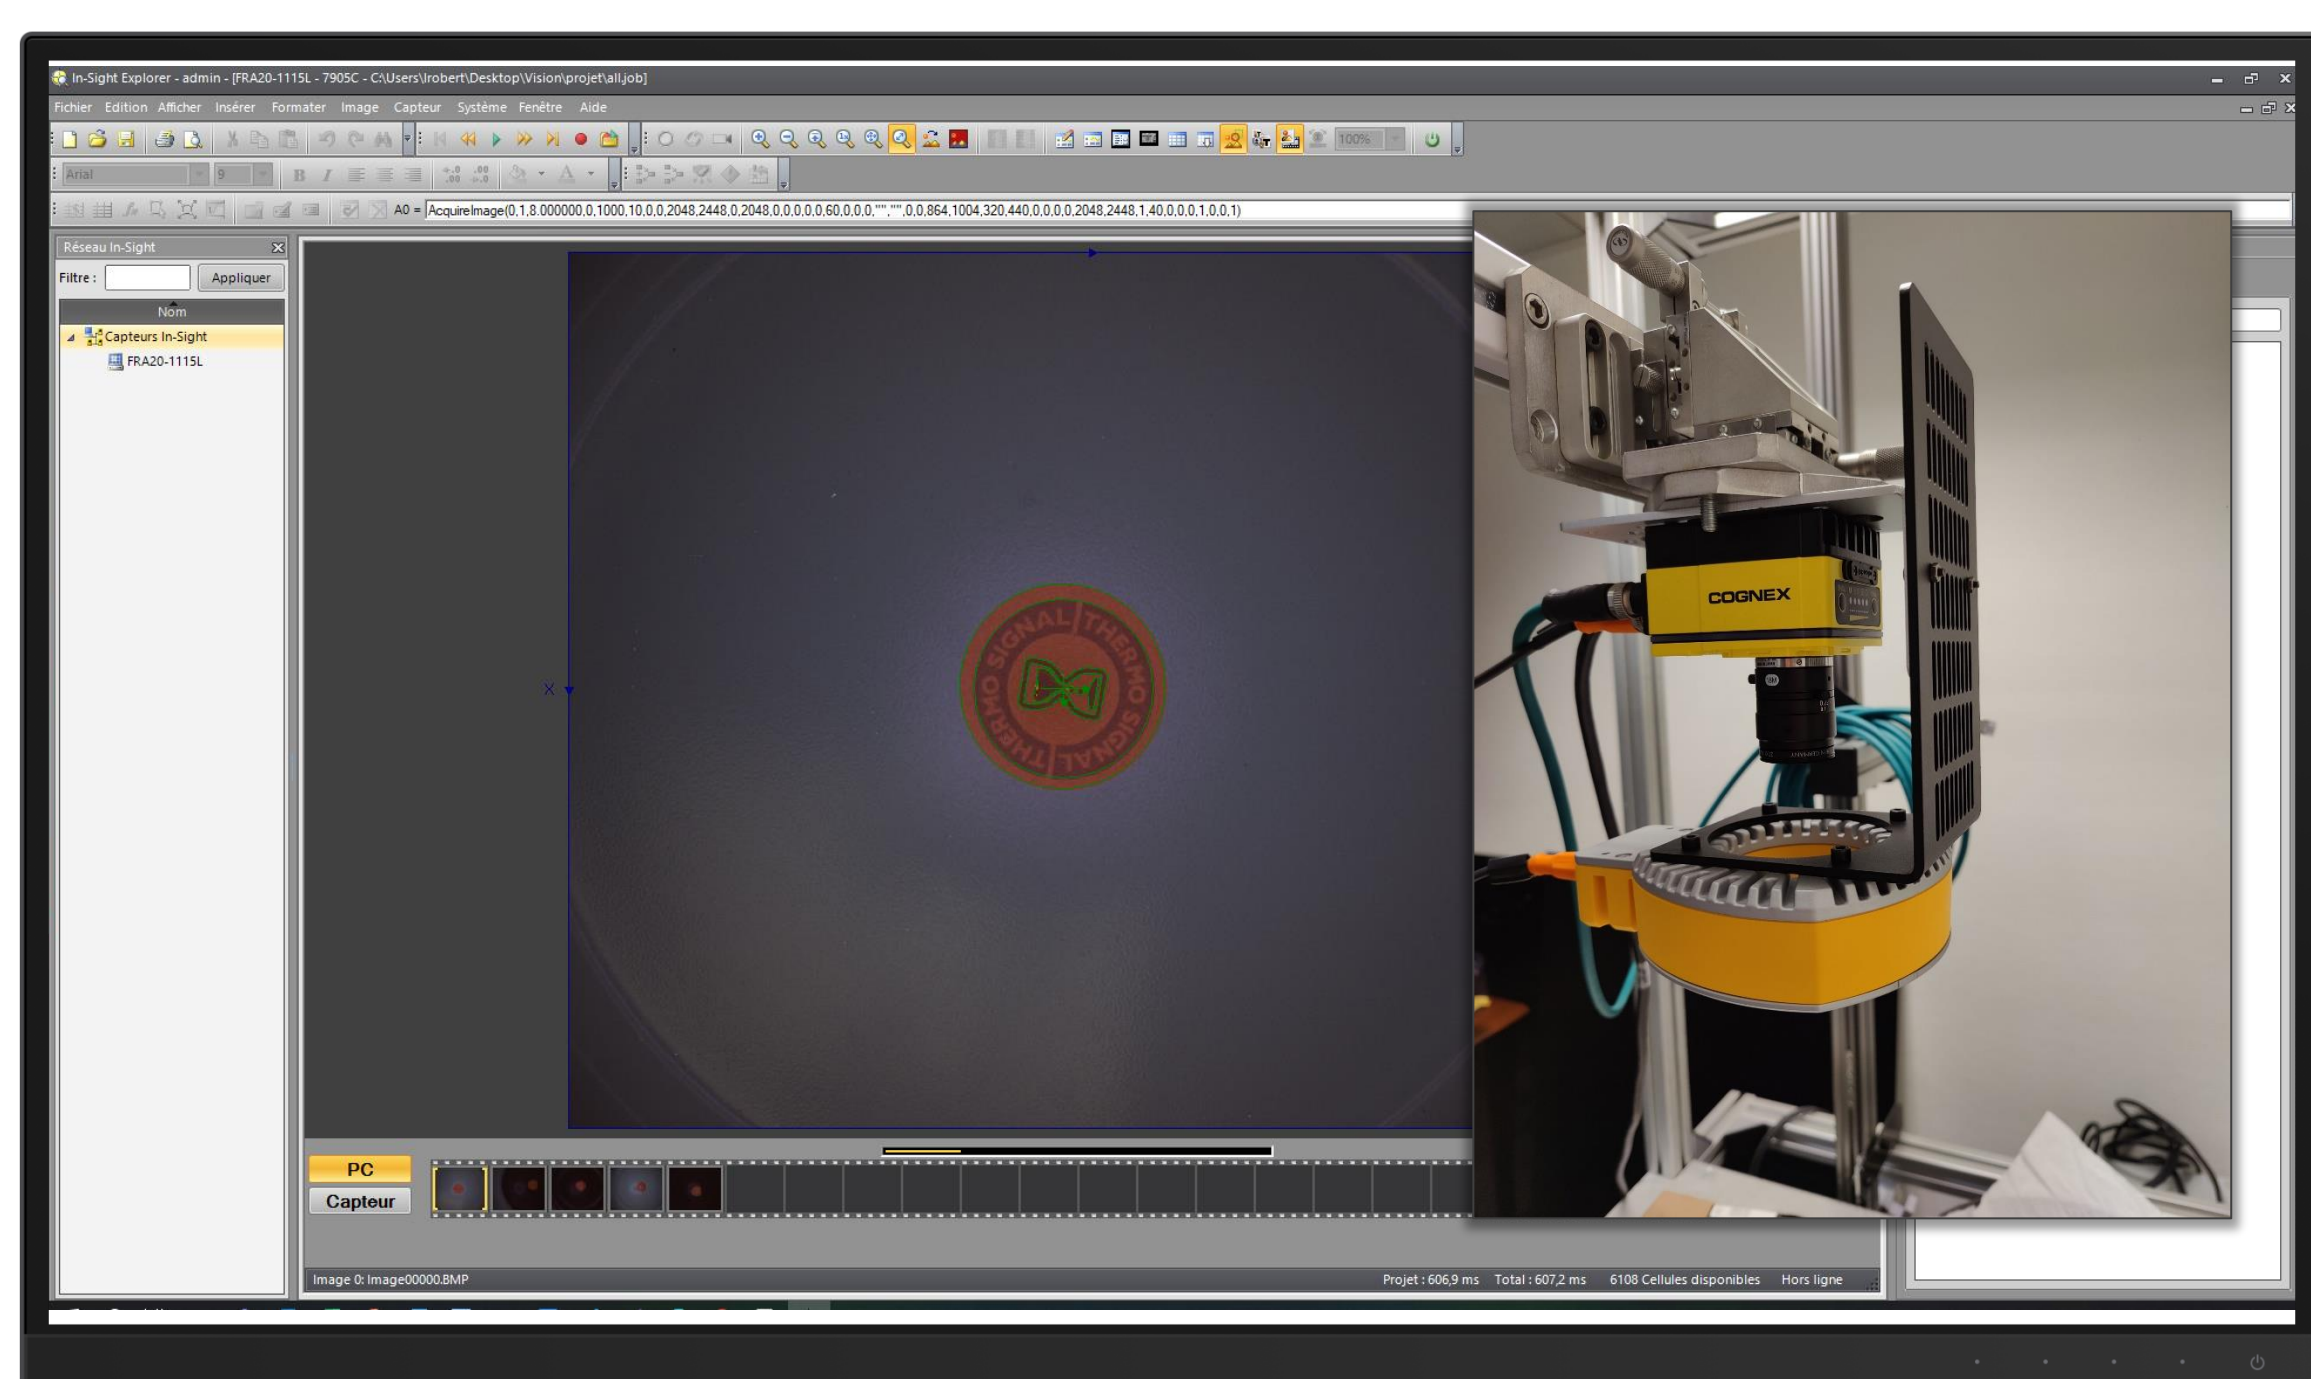 In-Sight Explorer - admin - [FRA20-1115L - 7905C - C:\Users\lrobert\Desktop\Vision\projet\all.job]
Fichier Edition Afficher Insérer Formater Image Capteur Système Fenêtre Aide
100%
Arial 9 B I
A0 = AcquireImage(0,1,8.000000,0,1000,10,0,0,2048,2448,0,2048,0,0,0,0,0,60,0,0,0,"","",0,0,864,1004,320,440,0,0,0,0,2048,2448,1,40,0,0,0,1,0,0,1)
Réseau In-Sight
Filtre : Appliquer
Nom
Capteurs In-Sight
FRA20-1115L
X
THERMO SIGNAL THERMO SIGNAL
COGNEX
PC
Capteur
Image 0: Image00000.BMP
Projet : 606,9 ms Total : 607,2 ms 6108 Cellules disponibles Hors ligne